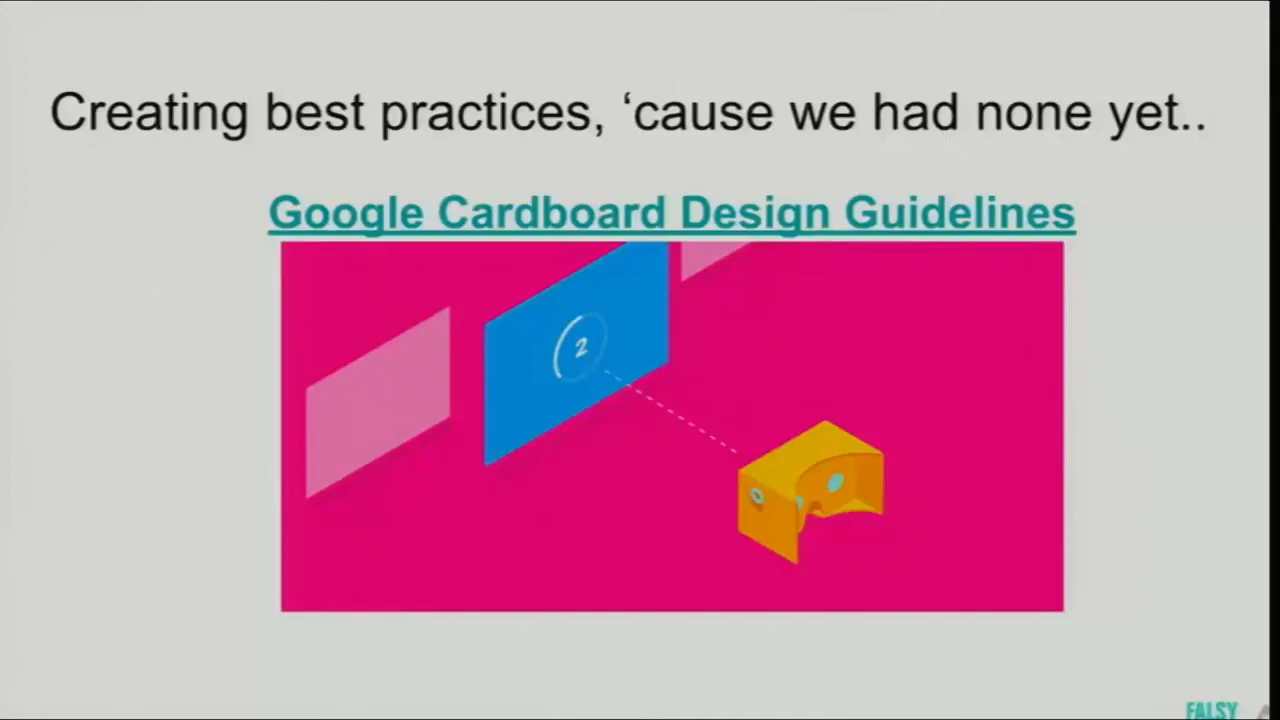 Creating best practices, ‘cause we had none yet..
Google Cardboard Design Guidelines
2
FALSY